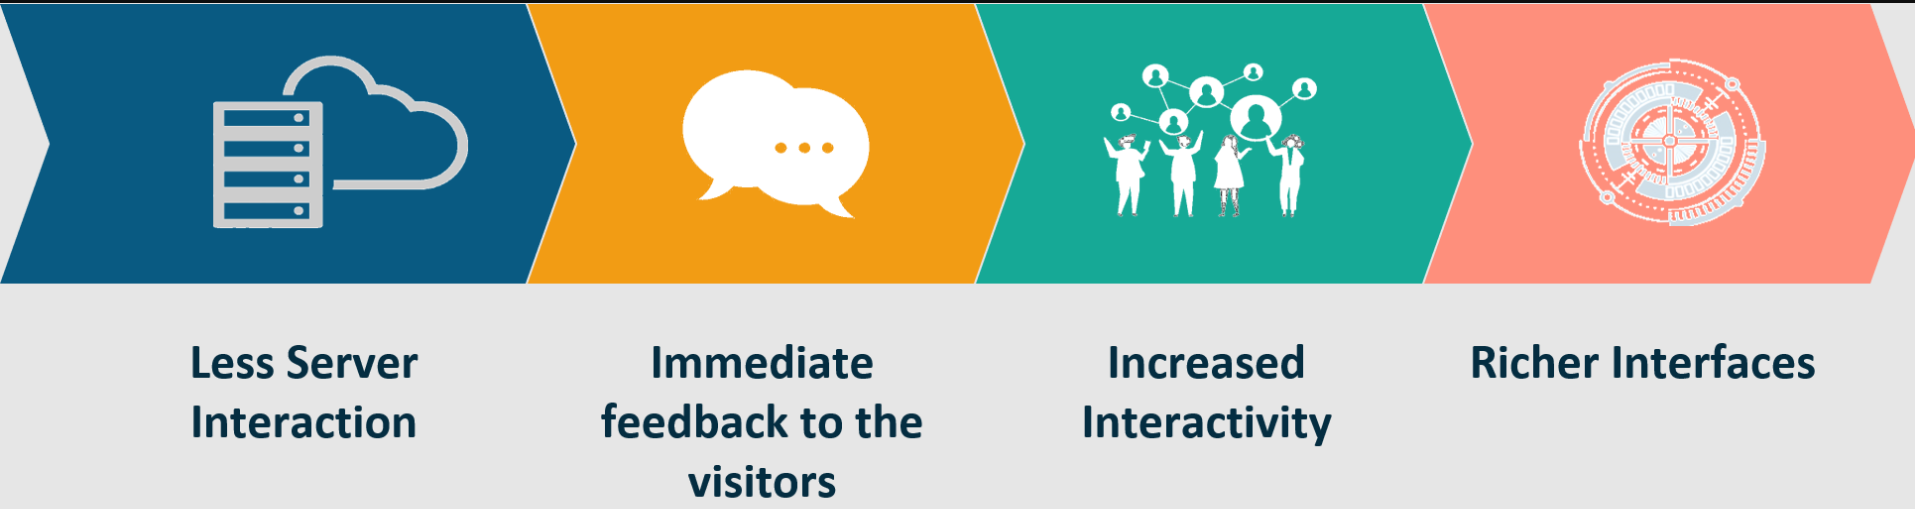 Less Server
Interaction
Immediate
feedback to the
visitors
Increased
Interactivity
Richer Interfaces